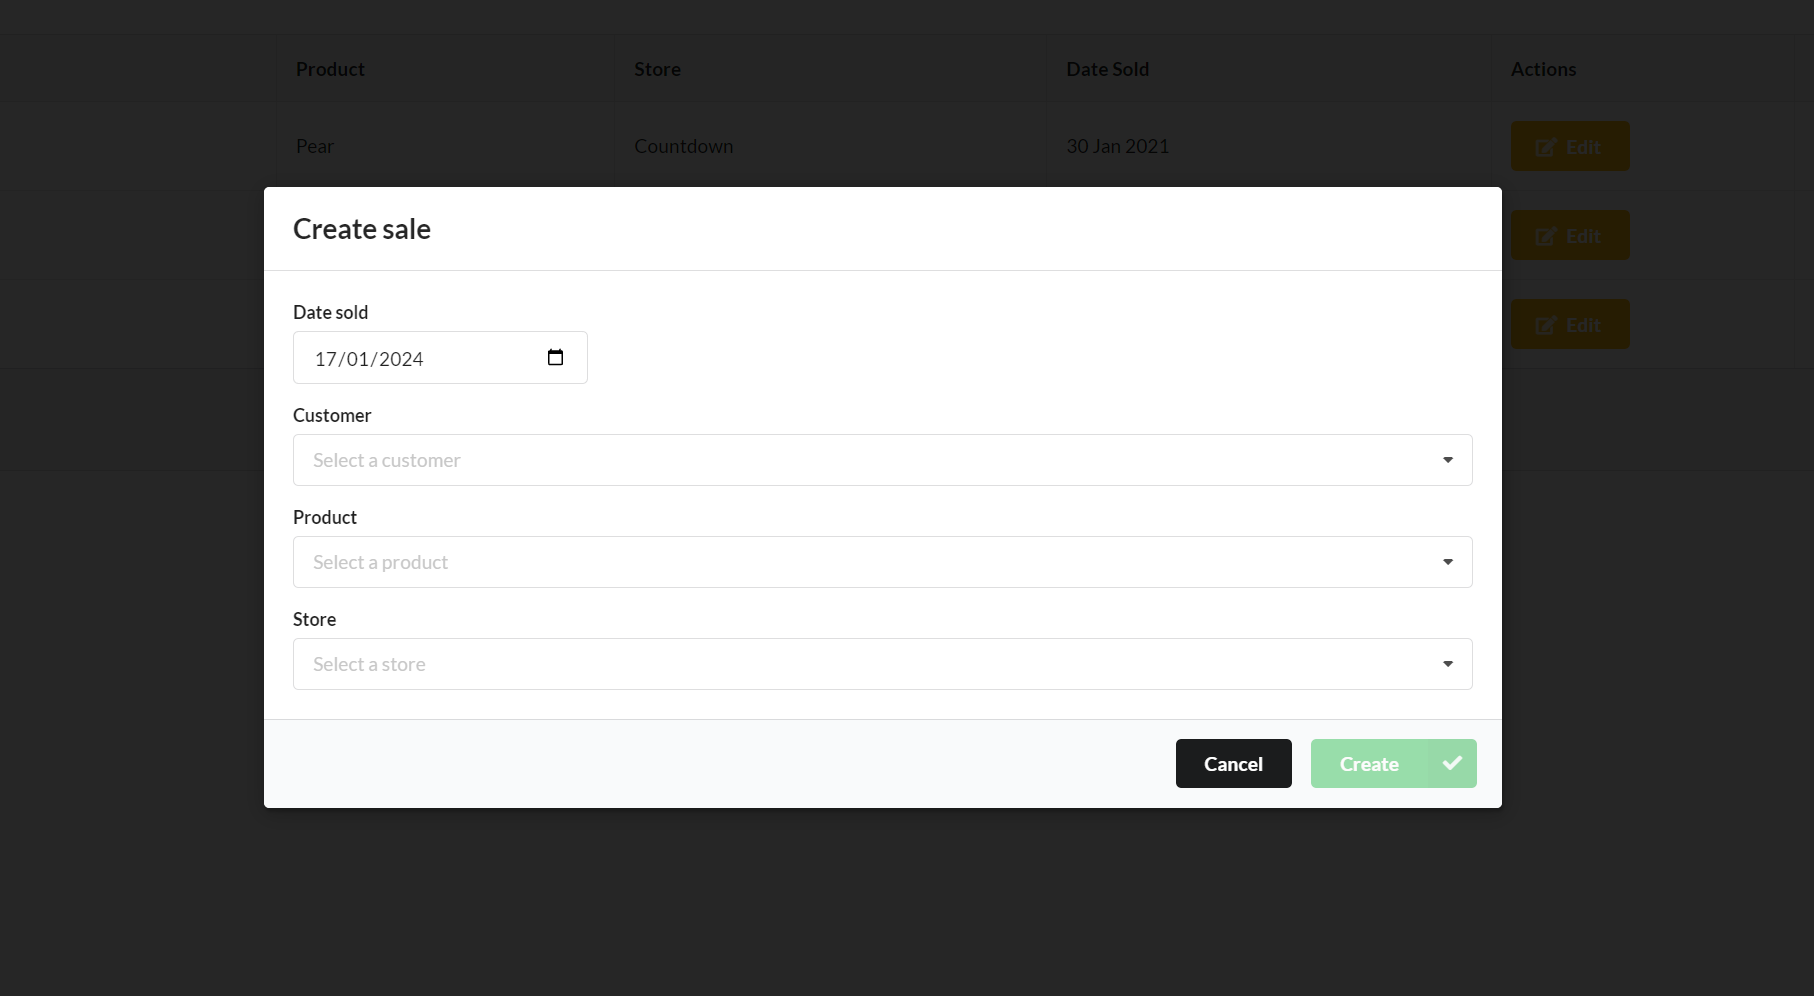 Product Store Date Sold Actions
Pear Countdown 30 Jan 2021 Edit
Create sale
Edit
Date sold
Edit
17/01/2024
Customer
Select a customer
Product
Select a product
Store
Select a store
Cancel Create